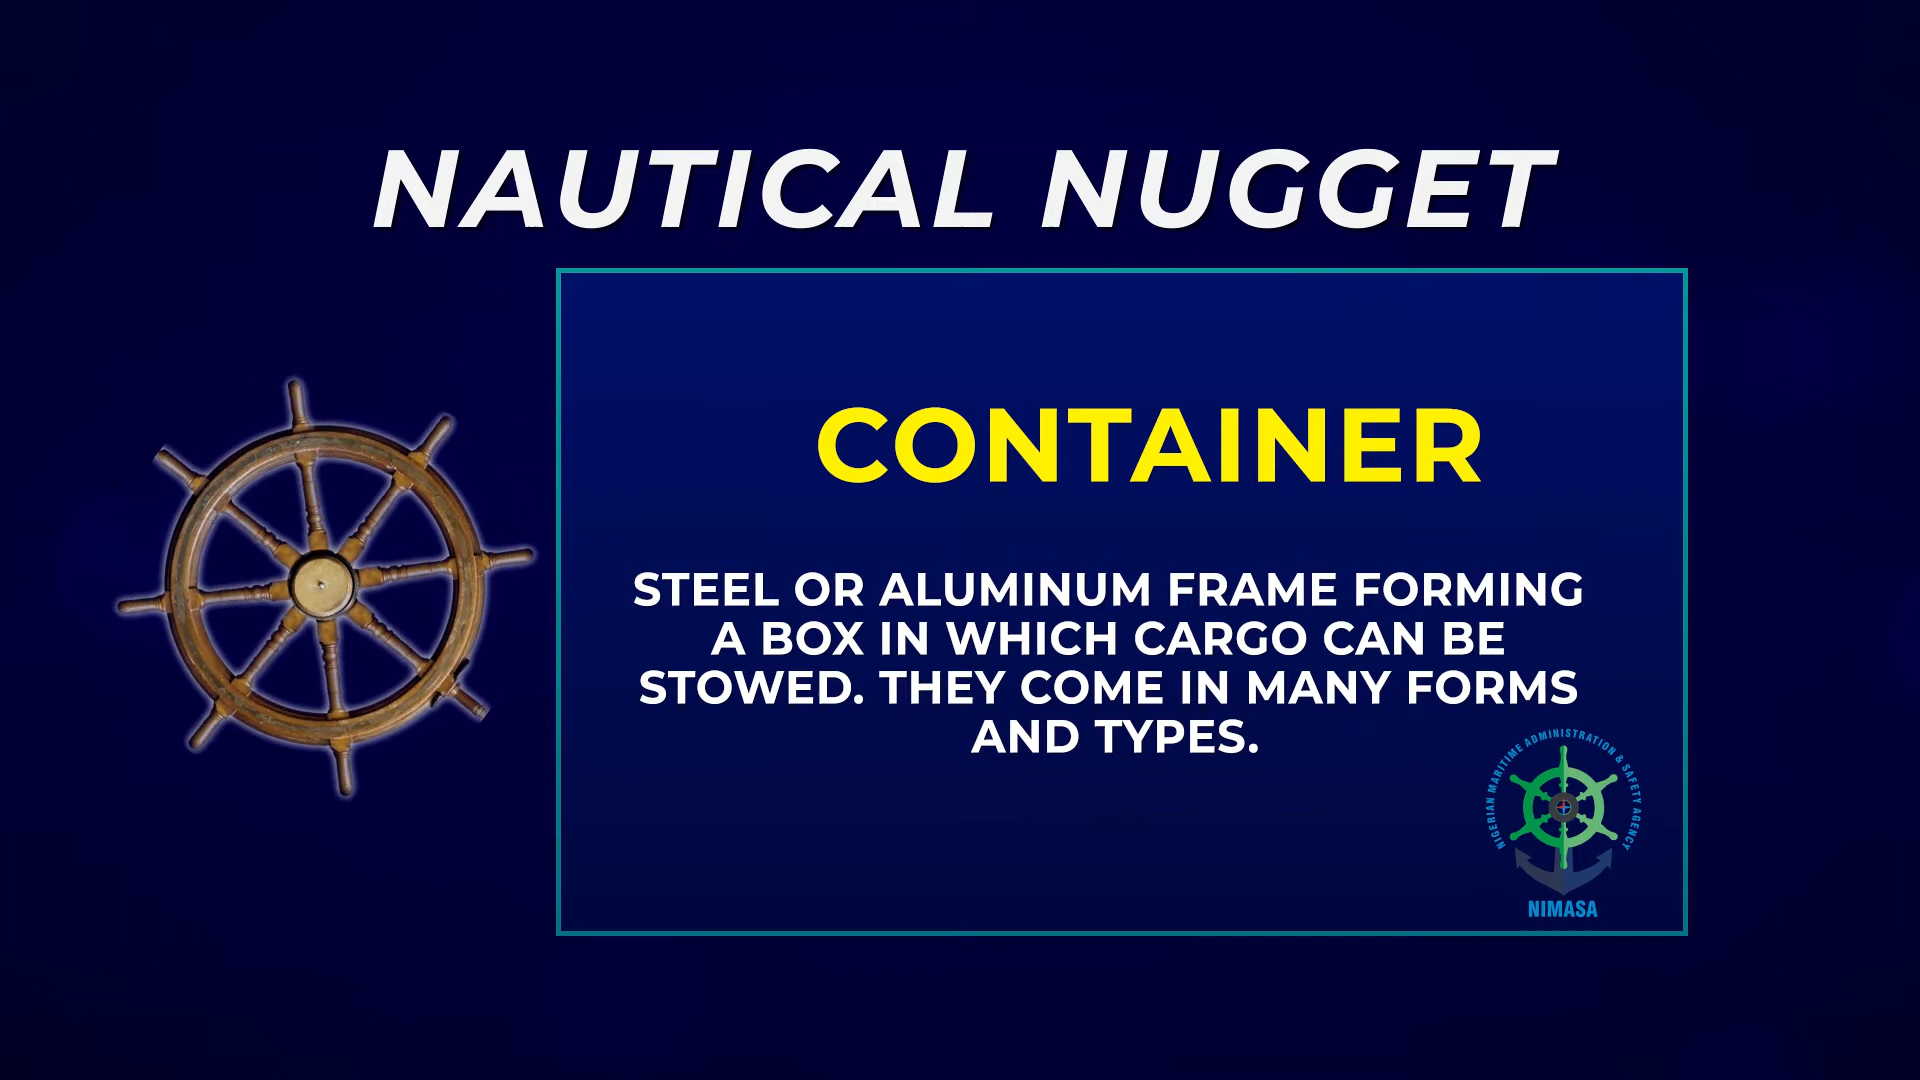 NAUTICAL NUGGET
CONTAINER
STEEL OR ALUMINUM FRAME FORMING
A BOX IN WHICH CARGO CAN BE
STOWED. THEY COME IN MANY FORMS
AND TYPES.
NIGERIAN MARITIME ADMINISTRATION & SAFETY AGENCY
NIMASA